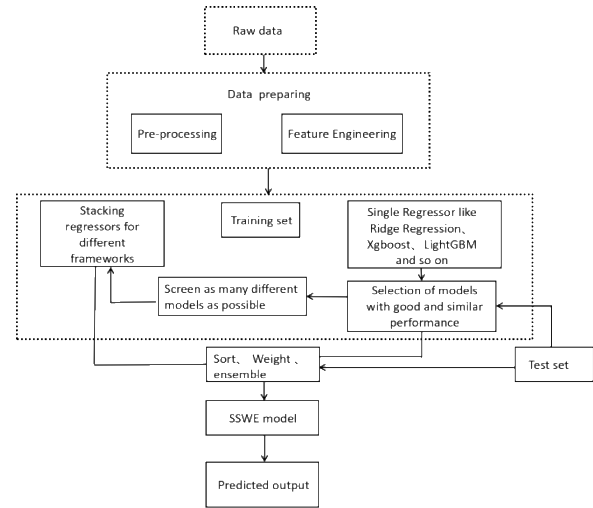 Raw data
Data preparing
Pre-processing
Feature Engineering
Stacking
regressors for
different
frameworks
Training set
Single Regressor like
Ridge Regression、
Xgboost、 LightGBM
and so on
Screen as many different
models as possible
Selection of models
with good and similar
performance
Sort、 Weight 、
ensemble
Test set
SSWE model
Predicted output